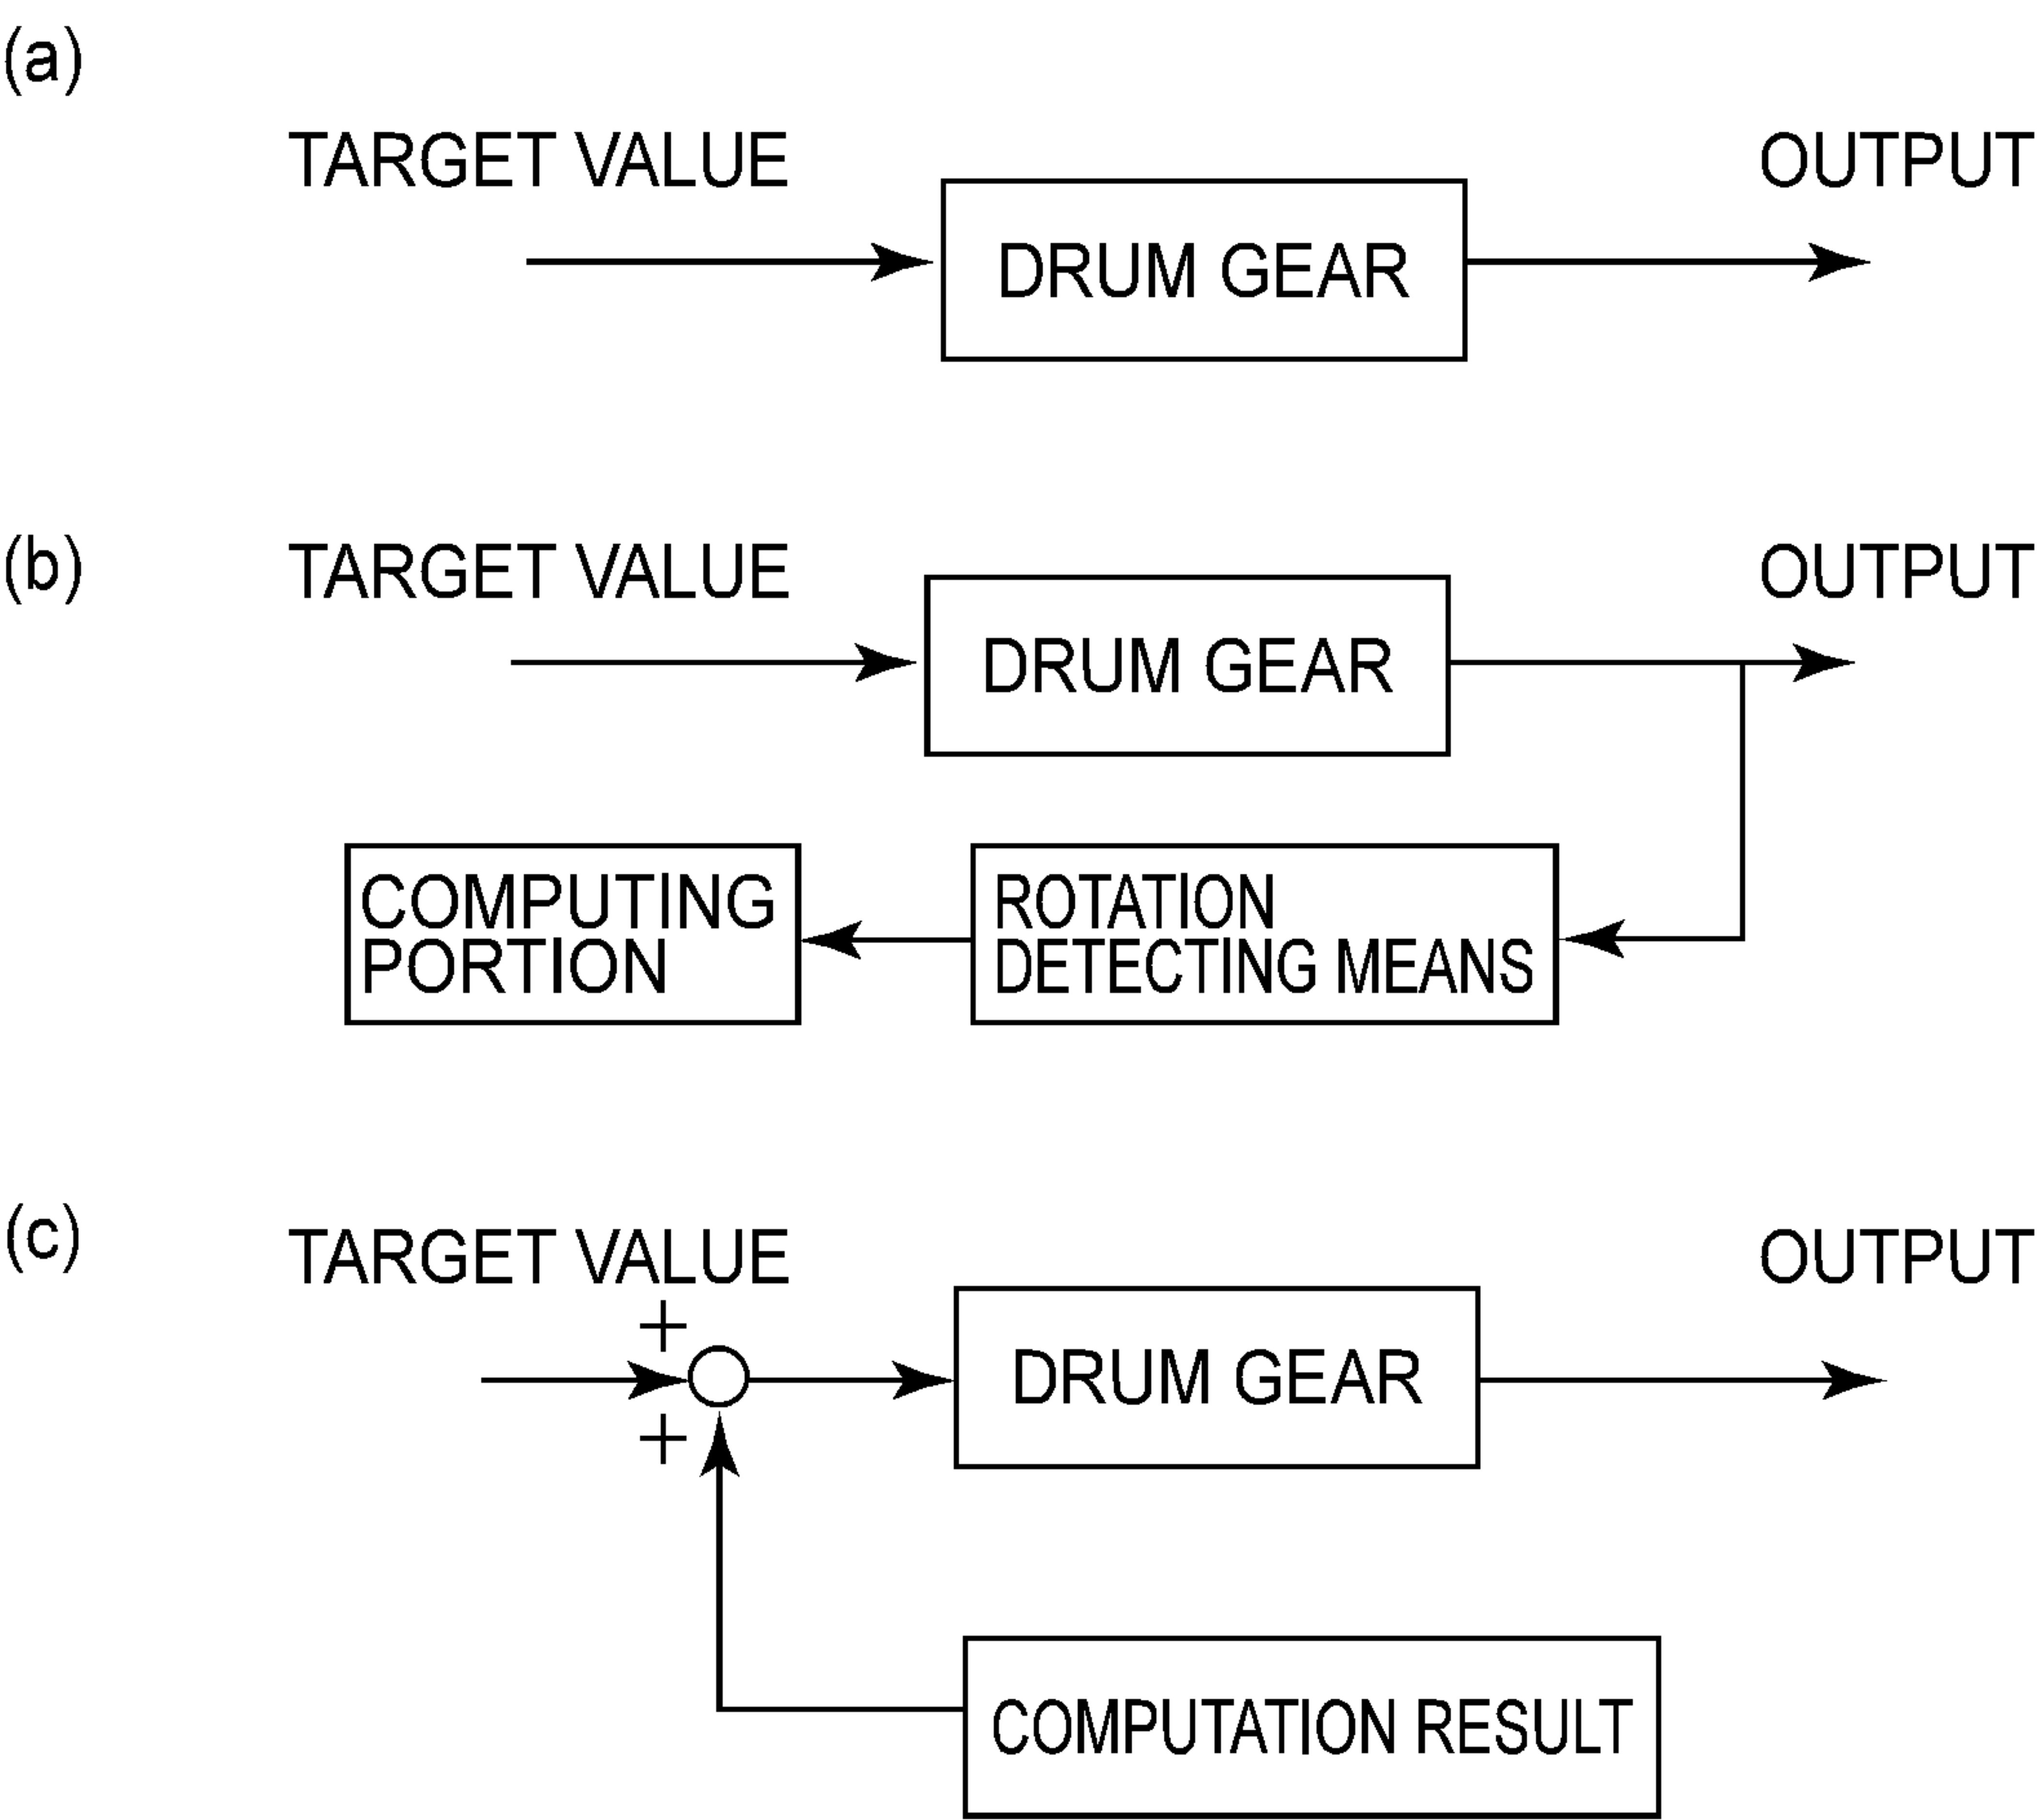 (a)
TARGET VALUE
OUTPUT
DRUM GEAR
(b)
TARGET VALUE
OUTPUT
DRUM GEAR
COMPUTING
PORTION
ROTATION
DETECTING MEANS
(c)
TARGET VALUE
OUTPUT
+
DRUM GEAR
+
COMPUTATION RESULT